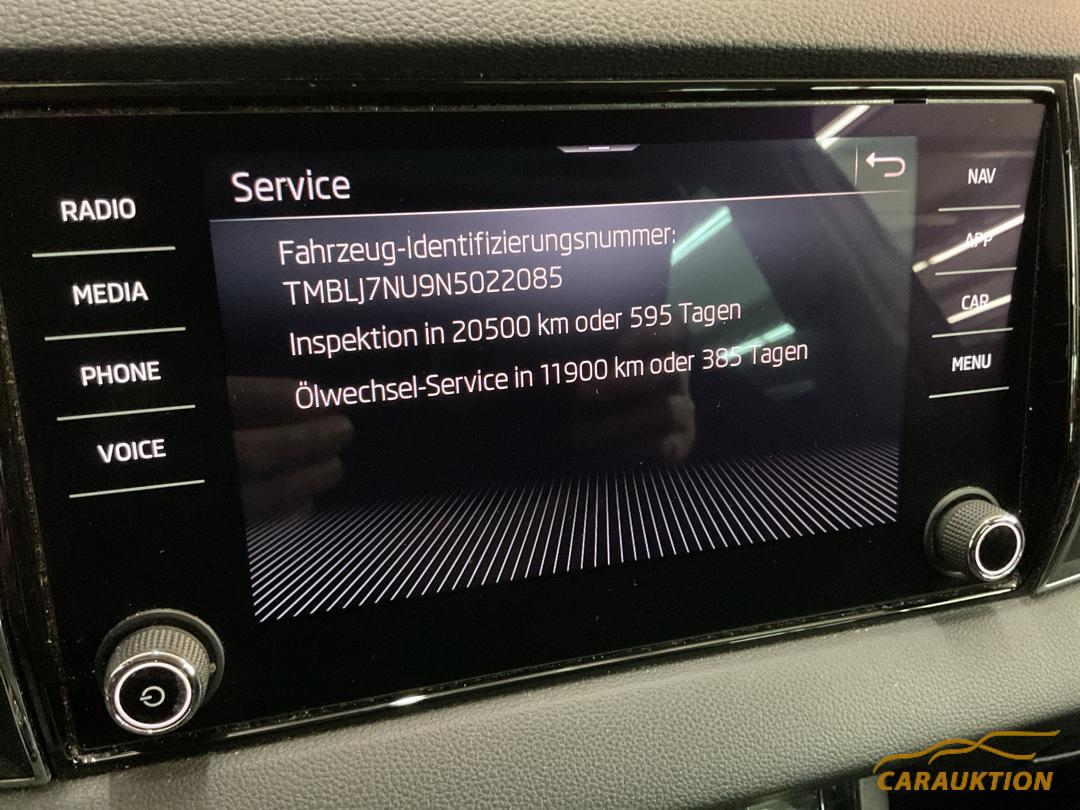 RADIO
MEDIA
PHONE
VOICE
Service
Fahrzeug-Identifizierungsnummer:
TMBLJ7NU9N5022085
Inspektion in 20500 km oder 595 Tagen
Ölwechsel-Service in 11900 km oder 385 Tagen
NAV
APP
CAR
MENU
CARAUKTION